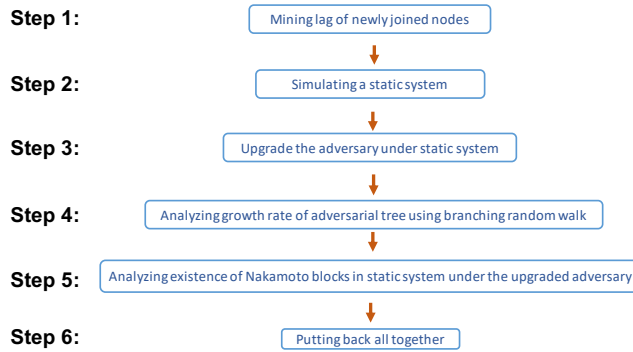 Step 1: Mining lag of newly joined nodes
Step 2: Simulating a static system
Step 3: Upgrade the adversary under static system
Step 4: Analyzing growth rate of adversarial tree using branching random walk
Step 5: Analyzing existence of Nakamoto blocks in static system under the upgraded adversary
Step 6: Putting back all together